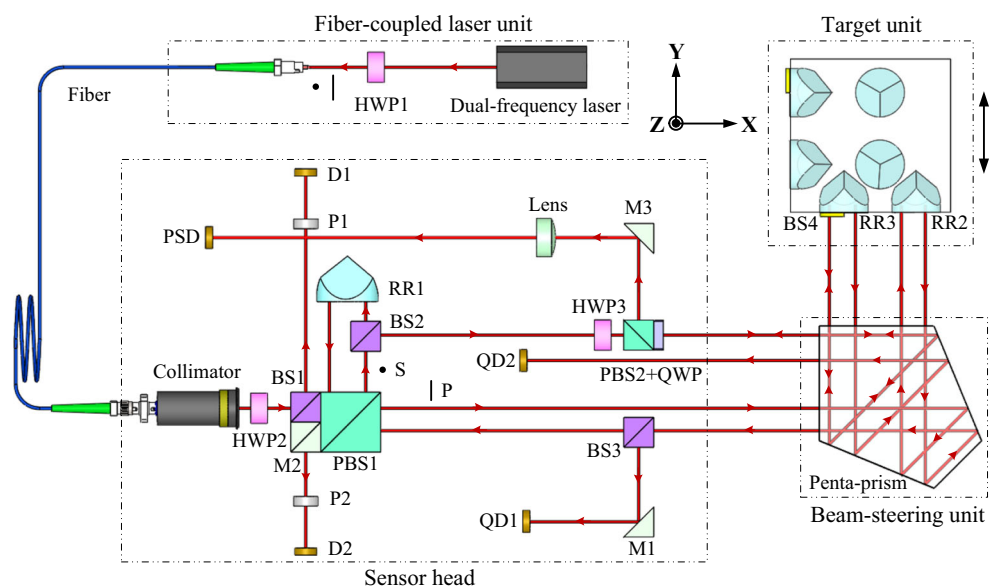 Fiber-coupled laser unit
Target unit
Fiber
HWP1
Dual-frequency laser
Y
Z
X
D1
P1
PSD
Lens
M3
BS4
RR3
RR2
RR1
HWP3
BS2
Collimator
BS1
S
QD2
PBS2+QWP
P
HWP2
M2
PBS1
BS3
Penta-prism
P2
QD1
Beam-steering unit
D2
M1
Sensor head